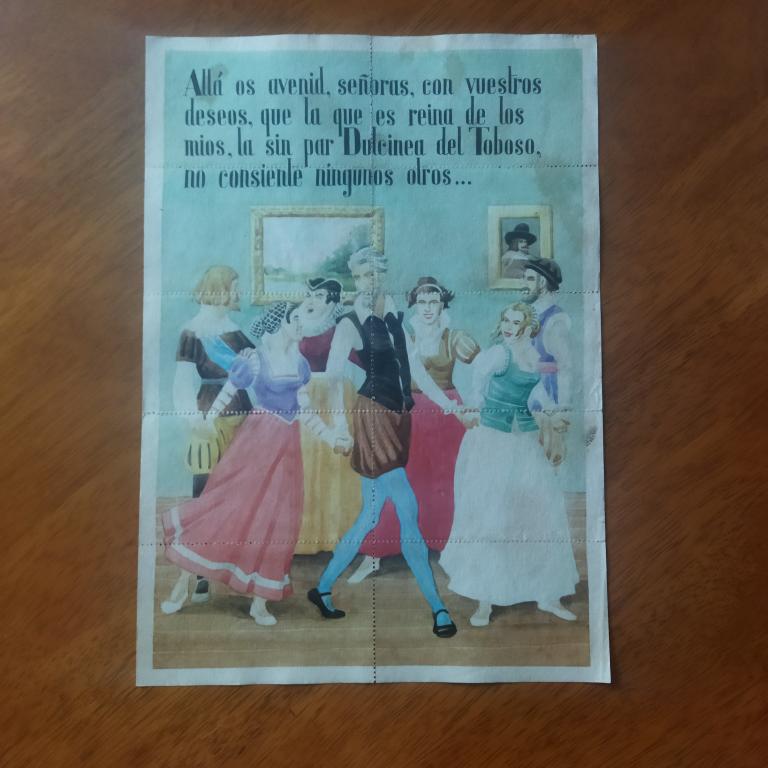 Allá os avenid, señoras, con vuestros
deseos, que la que es reina de los
mios, la sin par Dulcinea del Toboso,
no consiente ningunos otros...